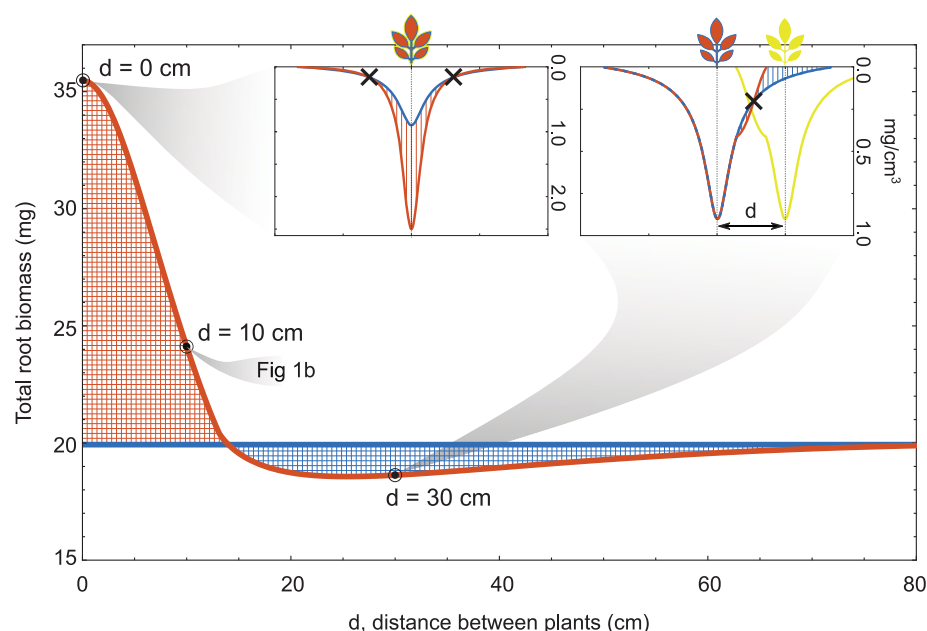 35
30
25
20
15
0
20
40
60
80
Total root biomass (mg)
d, distance between plants (cm)
d = 0 cm
d = 10 cm
Fig 1b
d = 30 cm
0.0
1.0
2.0
d
0.0
0.5
1.0
mg/cm³